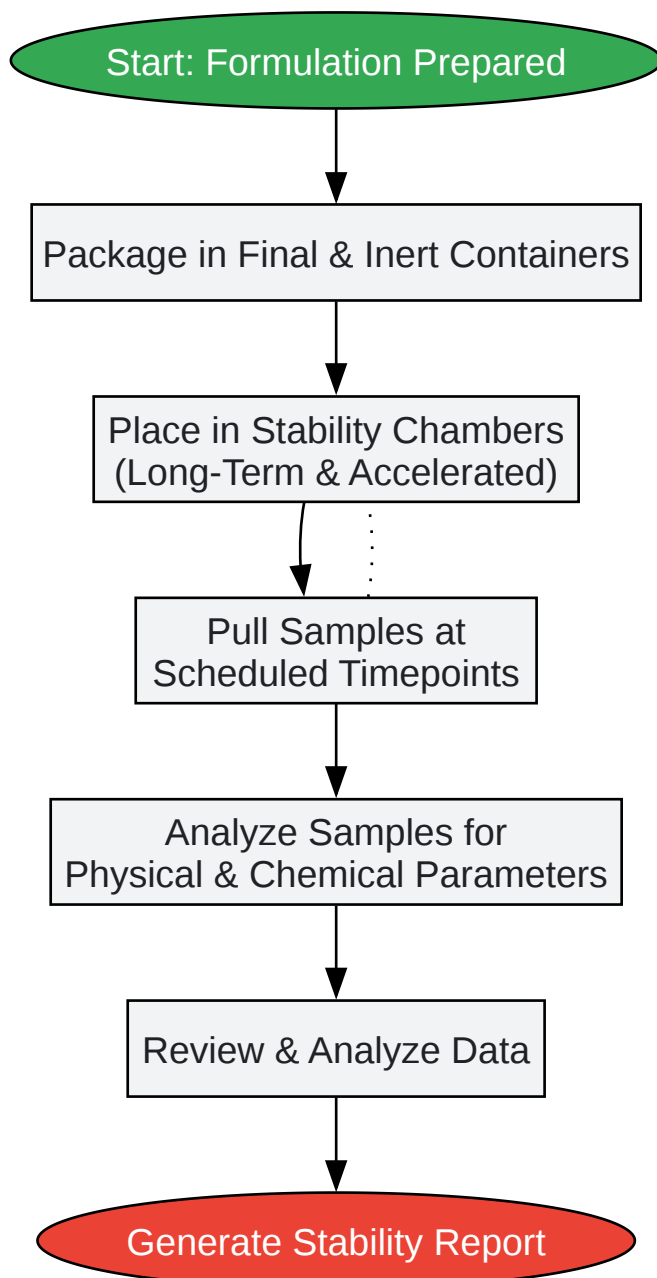 Start: Formulation Prepared
Package in Final & Inert Containers
Place in Stability Chambers
(Long-Term & Accelerated)
Pull Samples at
Scheduled Timepoints
Analyze Samples for
Physical & Chemical Parameters
Review & Analyze Data
Generate Stability Report